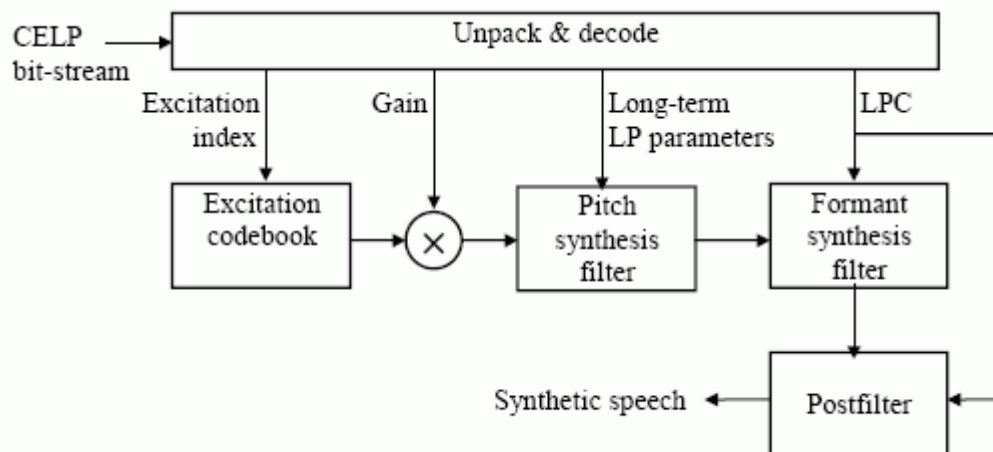 Unpack & decode
CELP
bit-stream
Excitation
index
Gain
Long-term
LP parameters
LPC
Excitation
codebook
×
Pitch
synthesis
filter
Formant
synthesis
filter
Synthetic speech
Postfilter